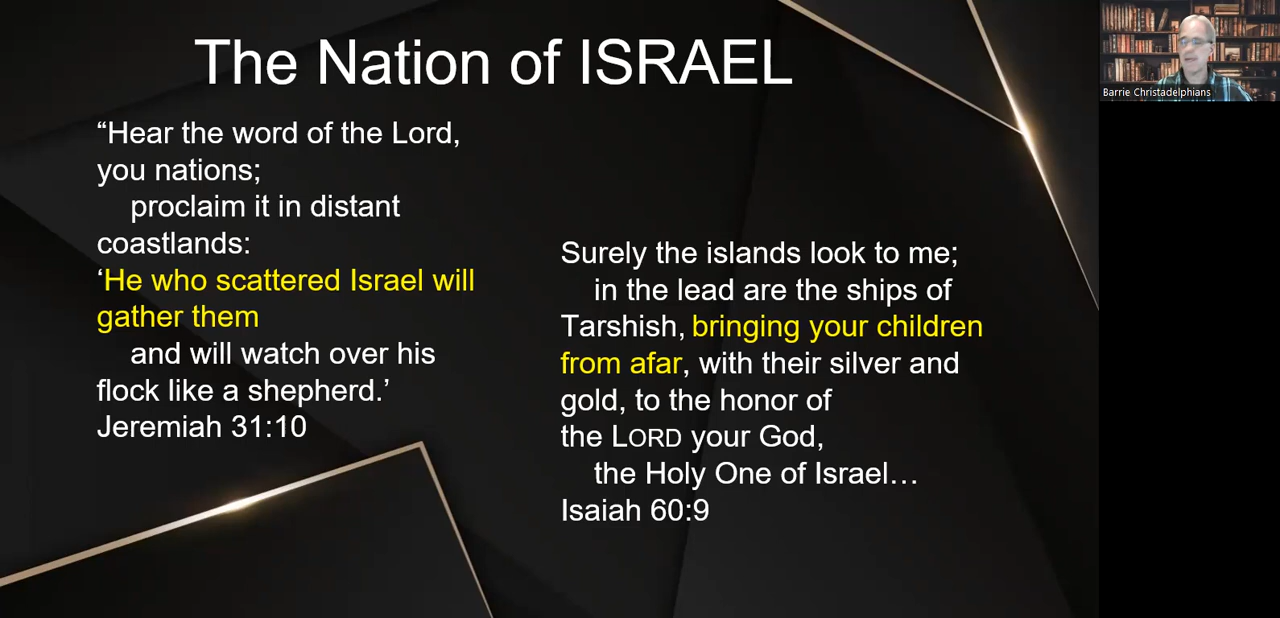 The Nation of ISRAEL
“Hear the word of the Lord,
you nations;
proclaim it in distant
coastlands:
‘He who scattered Israel will
gather them
and will watch over his
flock like a shepherd.’
Jeremiah 31:10
Surely the islands look to me;
in the lead are the ships of
Tarshish, bringing your children
from afar, with their silver and
gold, to the honor of
the LORD your God,
the Holy One of Israel…
Isaiah 60:9
Barrie Christadelphians